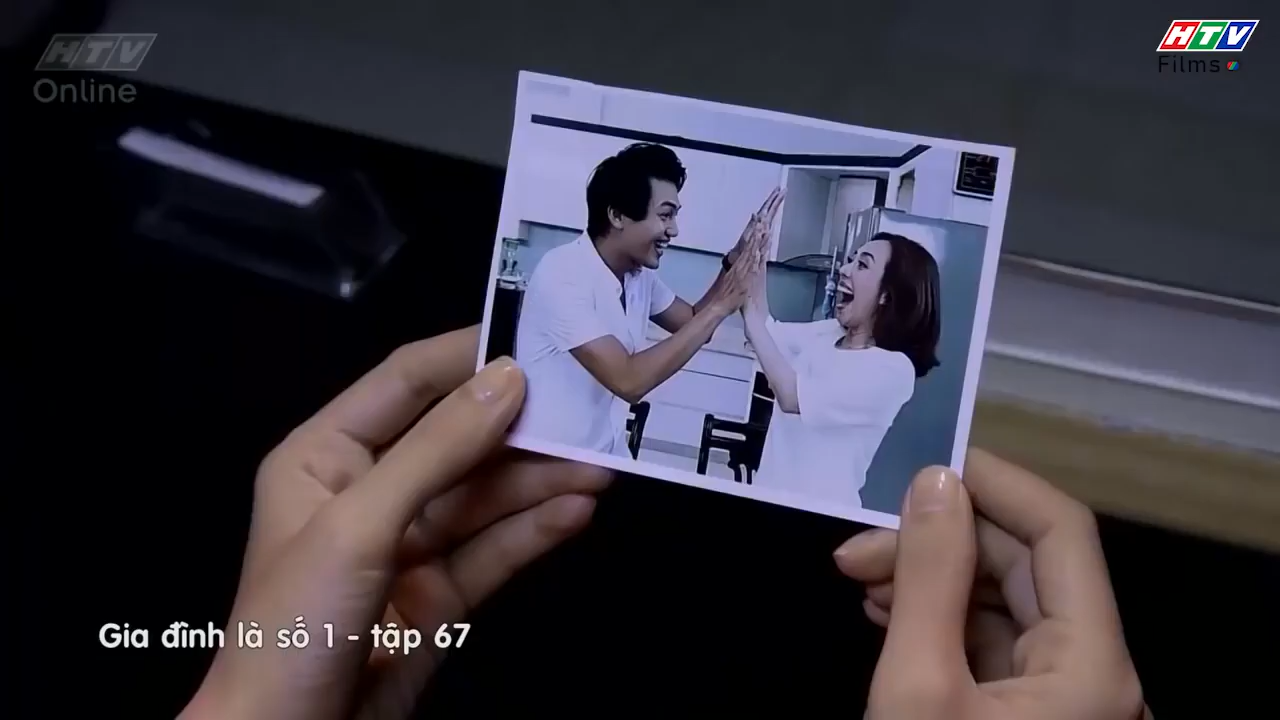 HTV
Online
HTV
Films
Gia đình là số 1 - tập 67